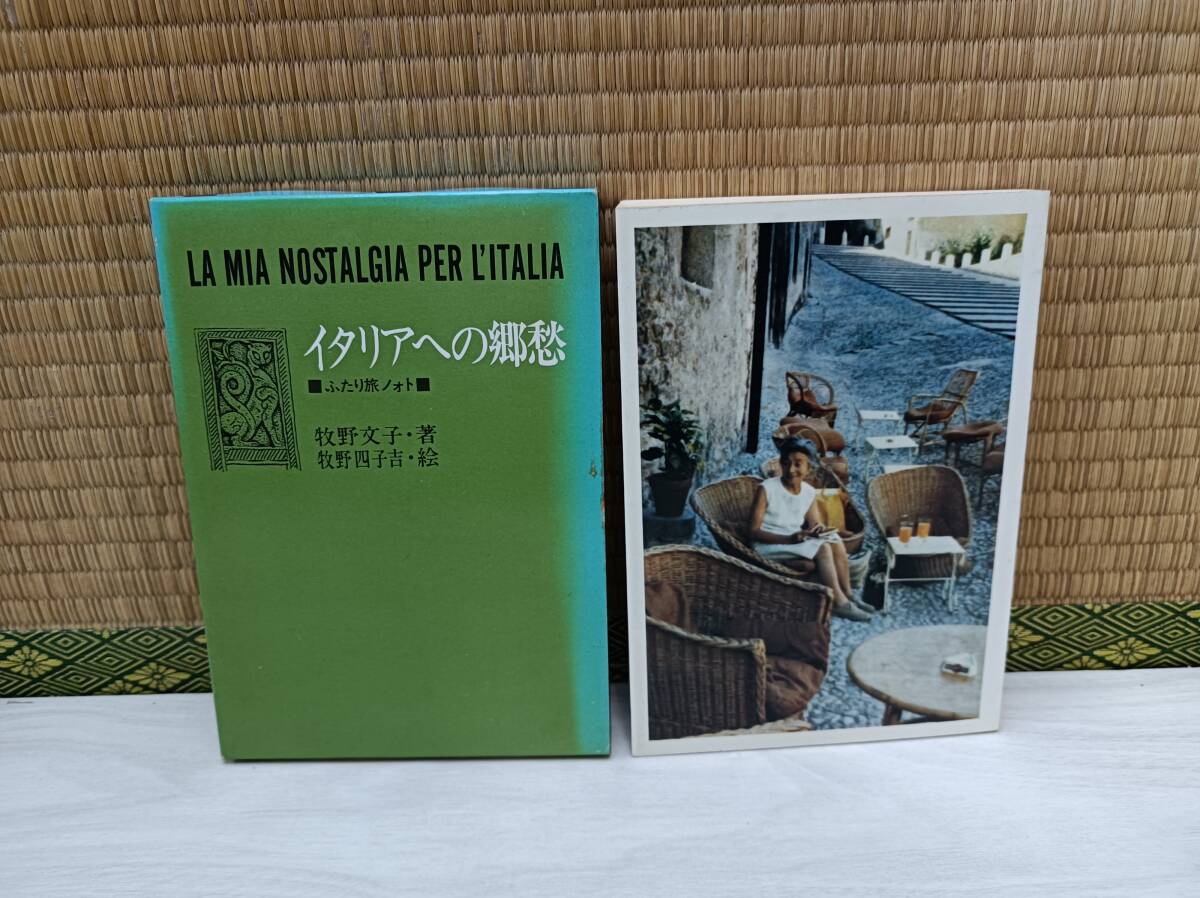 LA MIA NOSTALGIA PER L'ITALIA
イタリアへの郷愁
■ふたり旅ノォト■
牧野文子・著
牧野四子吉・絵